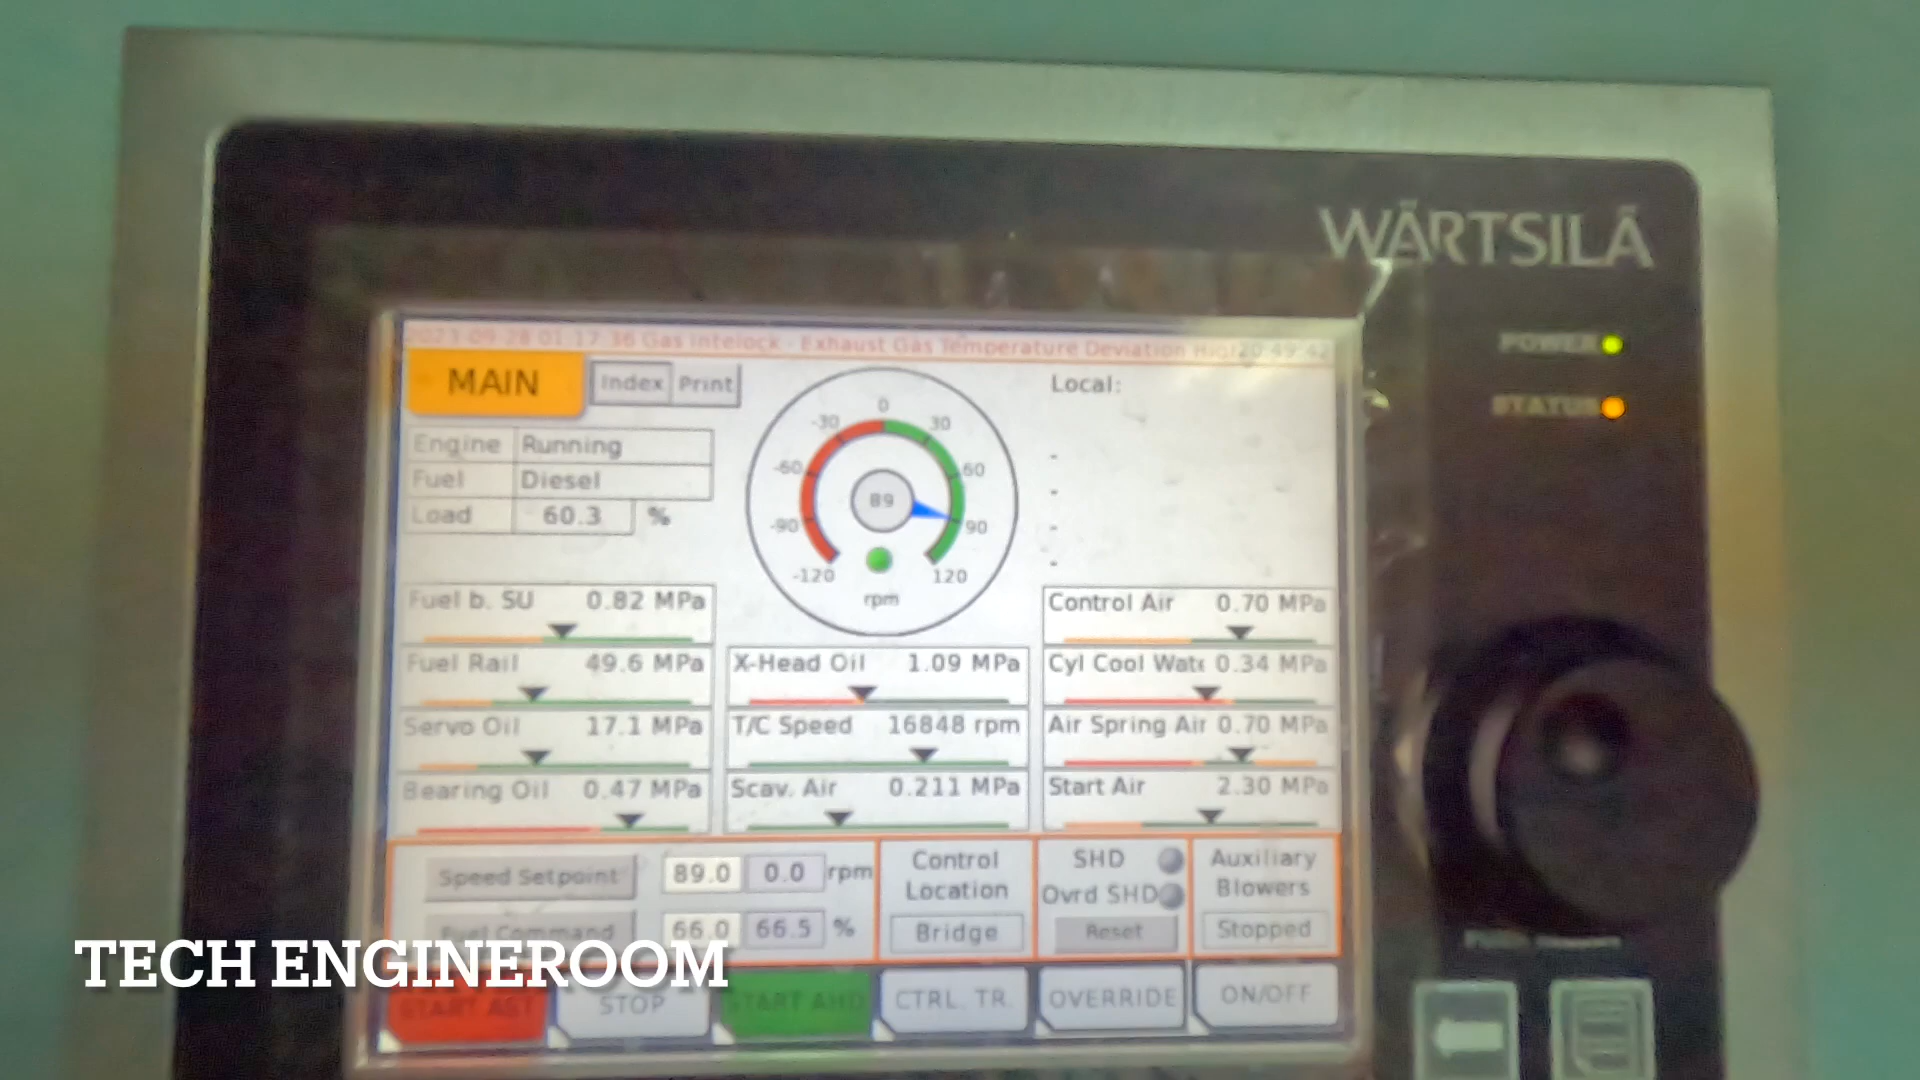 WÄRTSILÄ
POWER
STATUS
2023-09-28 01:17:36 Gas Intelock - Exhaust Gas Temperature Deviation High 20:49:42
MAIN
Index Print
Local:
Engine Running
Fuel Diesel
Load 60.3 %
-
-
-
-
0
-30 30
-60 60
89
-90 90
-120 120
rpm
Fuel b. SU 0.82 MPa
Control Air 0.70 MPa
Fuel Rail 49.6 MPa
X-Head Oil 1.09 MPa
Cyl Cool Wate 0.34 MPa
Servo Oil 17.1 MPa
T/C Speed 16848 rpm
Air Spring Air 0.70 MPa
Bearing Oil 0.47 MPa
Scav. Air 0.211 MPa
Start Air 2.30 MPa
Speed Setpoint 89.0 0.0 rpm
Fuel Command 66.0 66.5 %
Control
Location
Bridge
SHD
Ovrd SHD
Reset
Auxiliary
Blowers
Stopped
START AST
STOP
START AHD
CTRL. TR.
OVERRIDE
ON/OFF
TECH ENGINEROOM